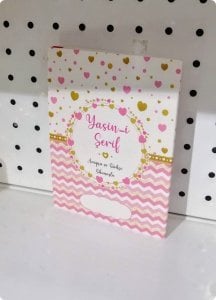 Yasin-i
Şerif
Arapça ve Türkçe
Okunuşlu